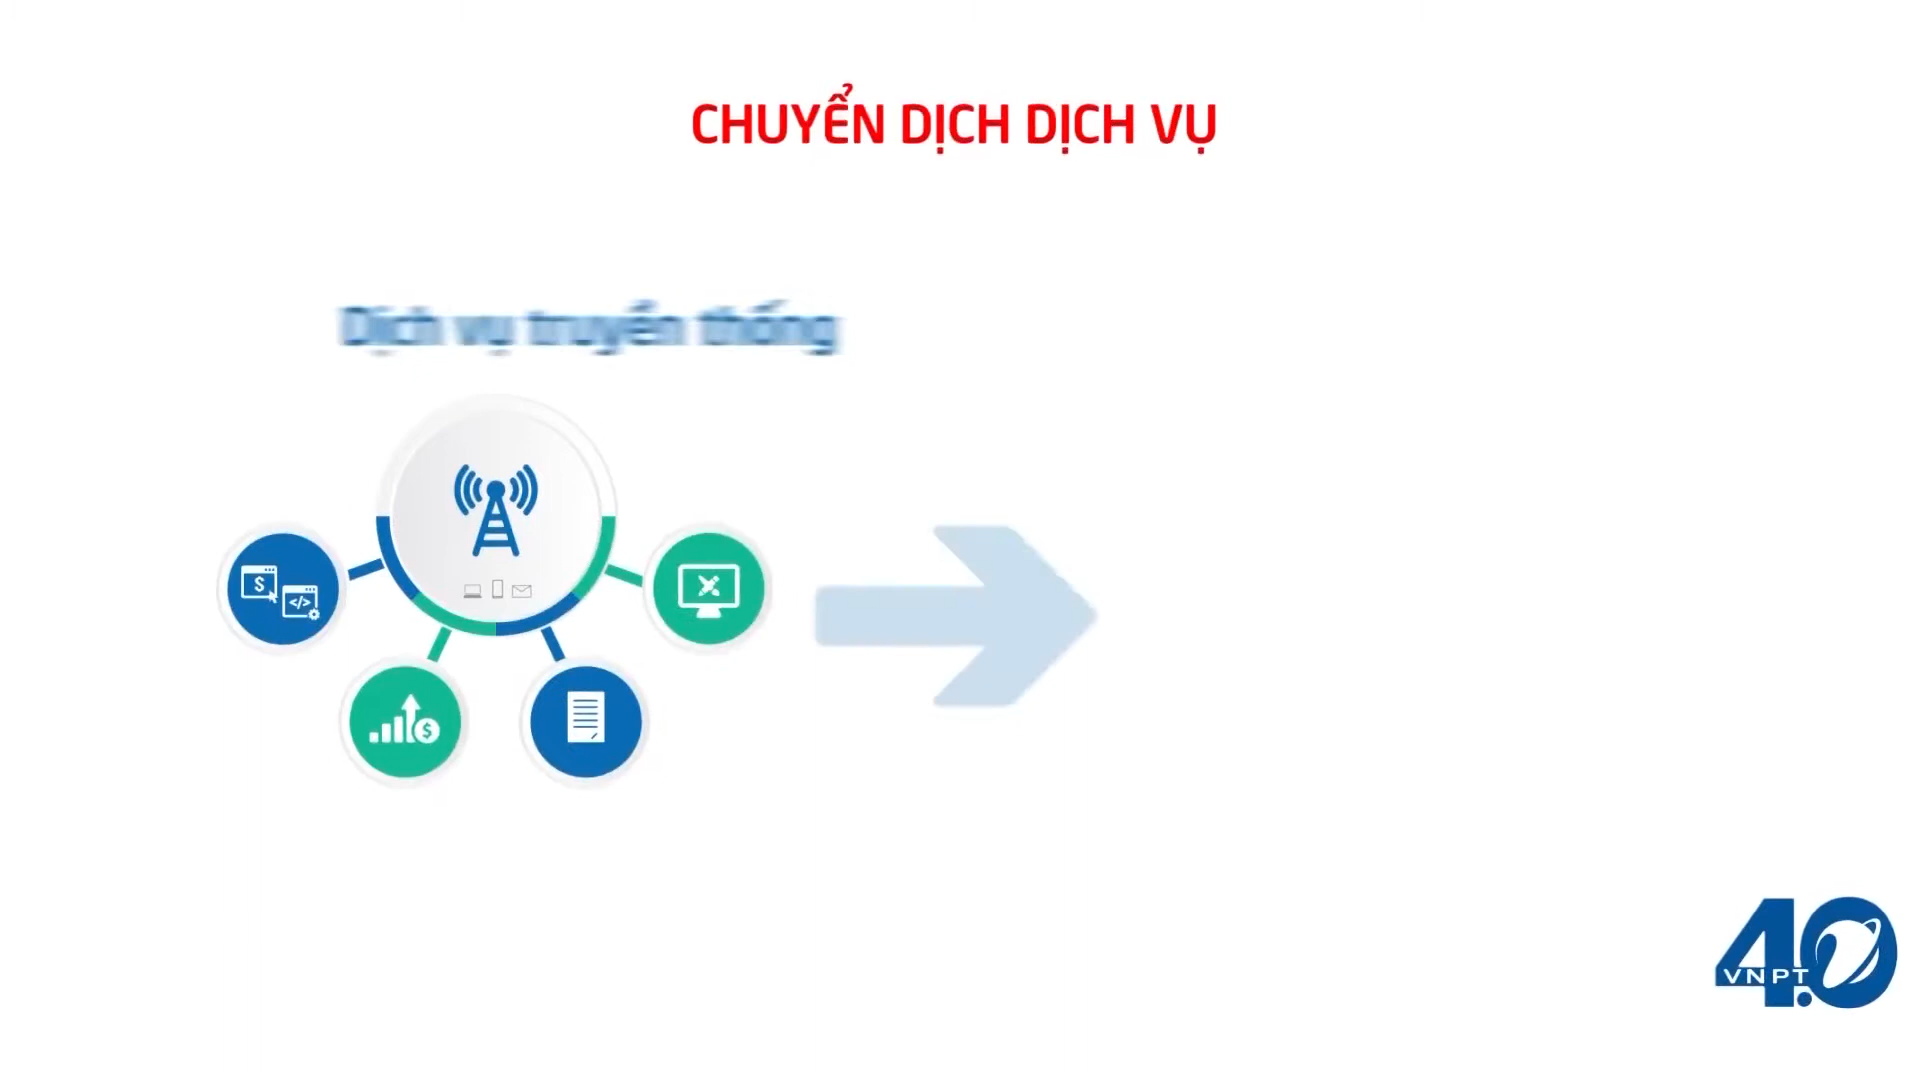 CHUYỂN DỊCH DỊCH VỤ
Dịch vụ truyền thống
$
</>
$
4.0
VNPT